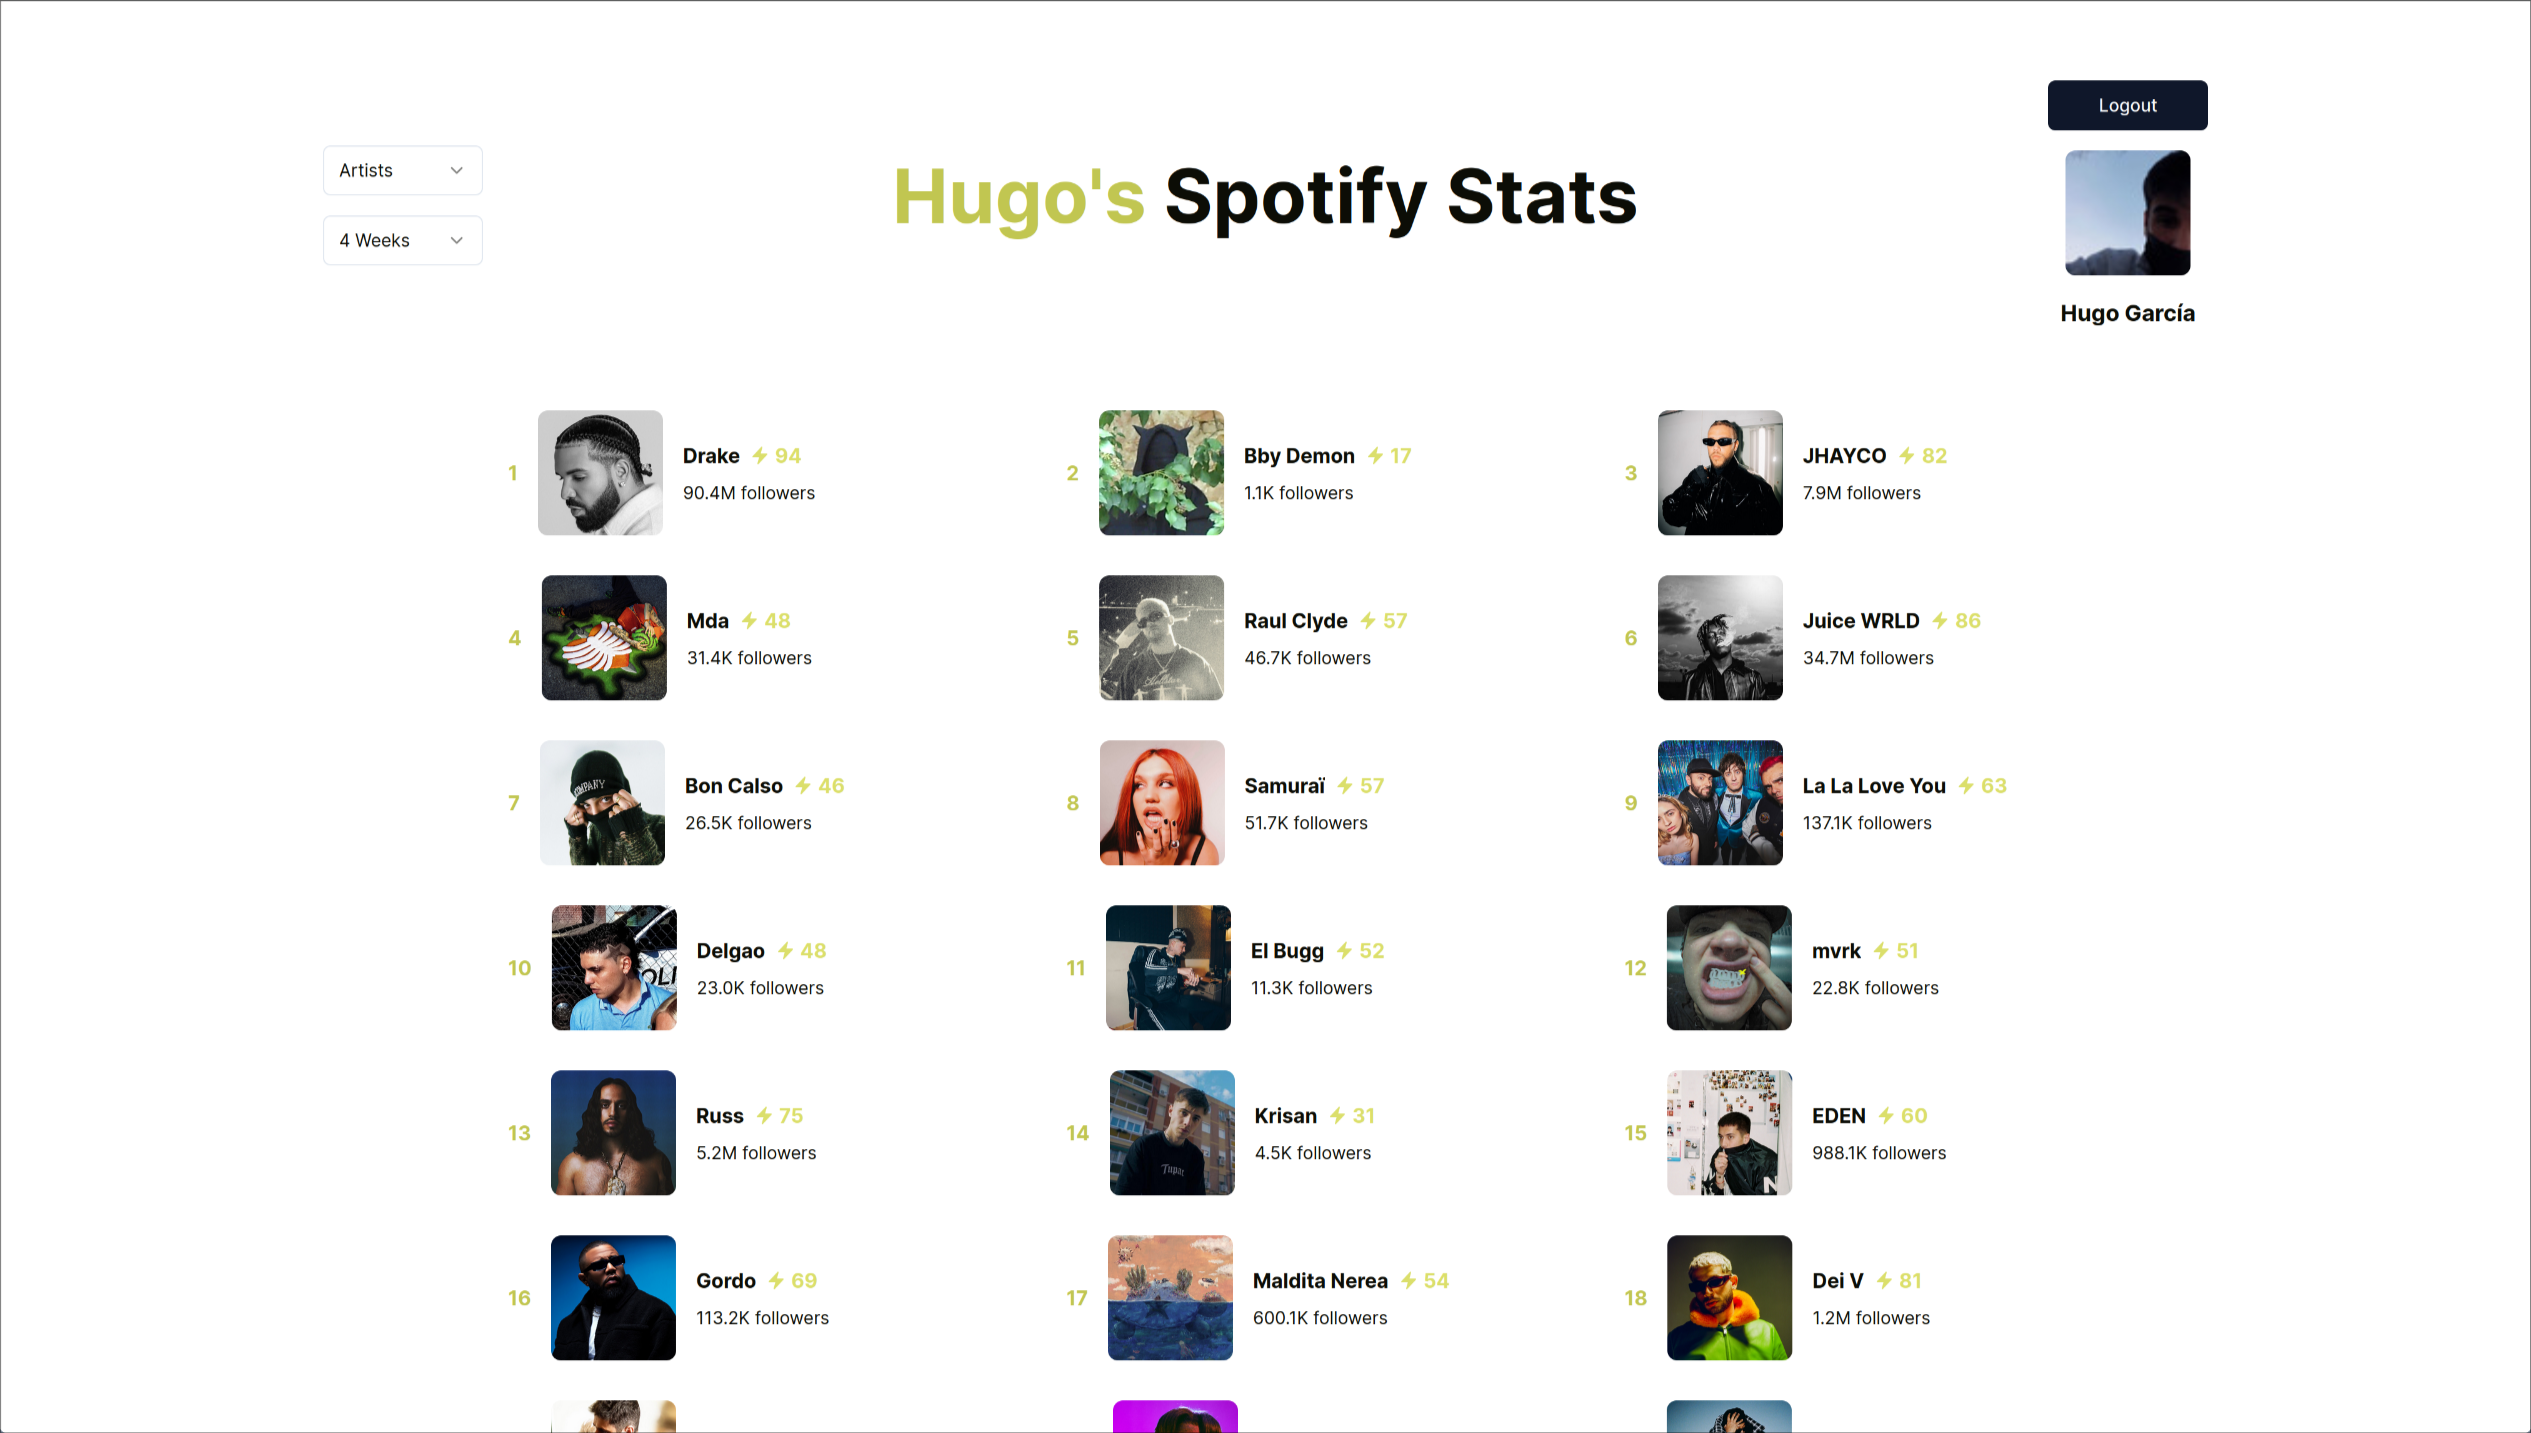 Logout
Artists
4 Weeks
Hugo's Spotify Stats
Hugo García
1
Drake 94
90.4M followers
2
Bby Demon 17
1.1K followers
3
JHAYCO 82
7.9M followers
4
Mda 48
31.4K followers
5
Raul Clyde 57
46.7K followers
6
Juice WRLD 86
34.7M followers
7
Bon Calso 46
26.5K followers
COMPANY
8
Samuraï 57
51.7K followers
9
La La Love You 63
137.1K followers
10
Delgao 48
23.0K followers
11
El Bugg 52
11.3K followers
12
mvrk 51
22.8K followers
13
Russ 75
5.2M followers
14
Krisan 31
4.5K followers
Tupac
15
EDEN 60
988.1K followers
16
Gordo 69
113.2K followers
17
Maldita Nerea 54
600.1K followers
18
Dei V 81
1.2M followers